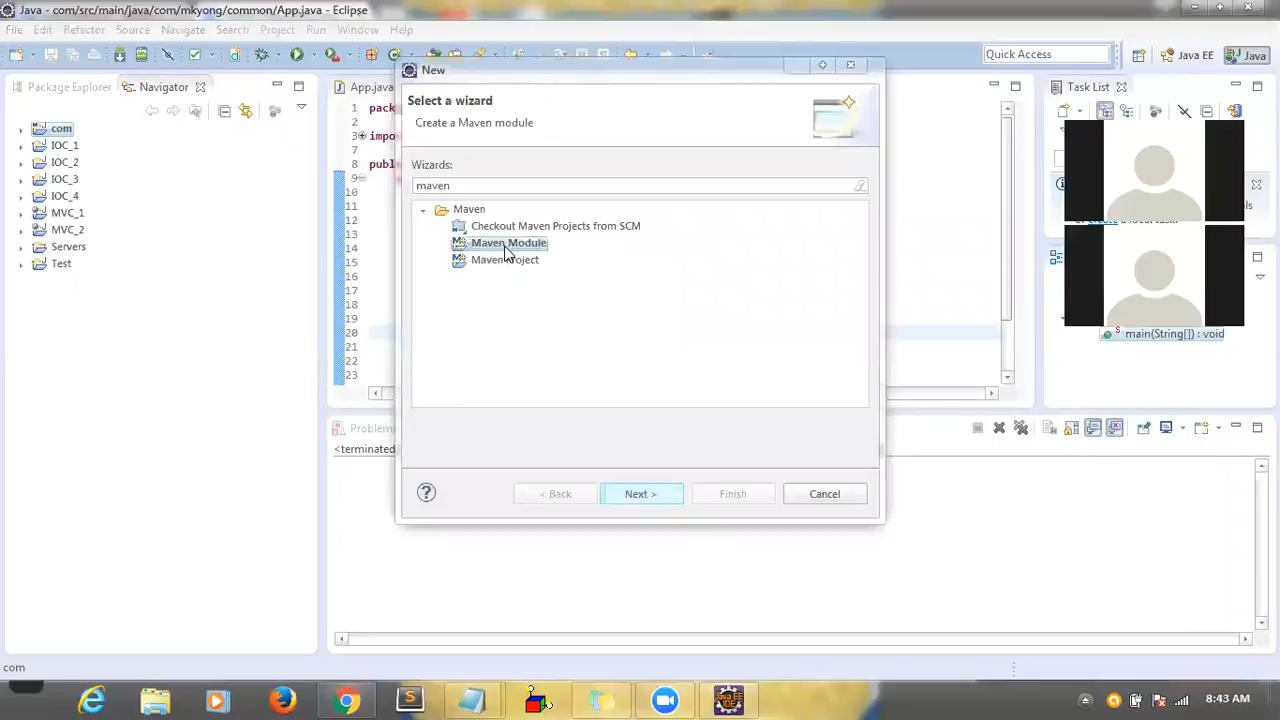 Java - com/src/main/java/com/mkyong/common/App.java - Eclipse
File Edit Refactor Source Navigate Search Project Run Window Help
Quick Access
Java EE
Java
Package Explorer
Navigator
com
IOC_1
IOC_2
IOC_3
IOC_4
MVC_1
MVC_2
Servers
Test
App.java
1 pack
2
3 impo
7
8 publ
9
10
11
12
13
14
15
16
17
18
19
20
21
22
23
New
Select a wizard
Create a Maven module
Wizards:
maven
Maven
Checkout Maven Projects from SCM
Maven Module
Maven Project
? < Back Next > Finish Cancel
Task List
main(String[]) : void
Problems
<terminated
com
8:43 AM